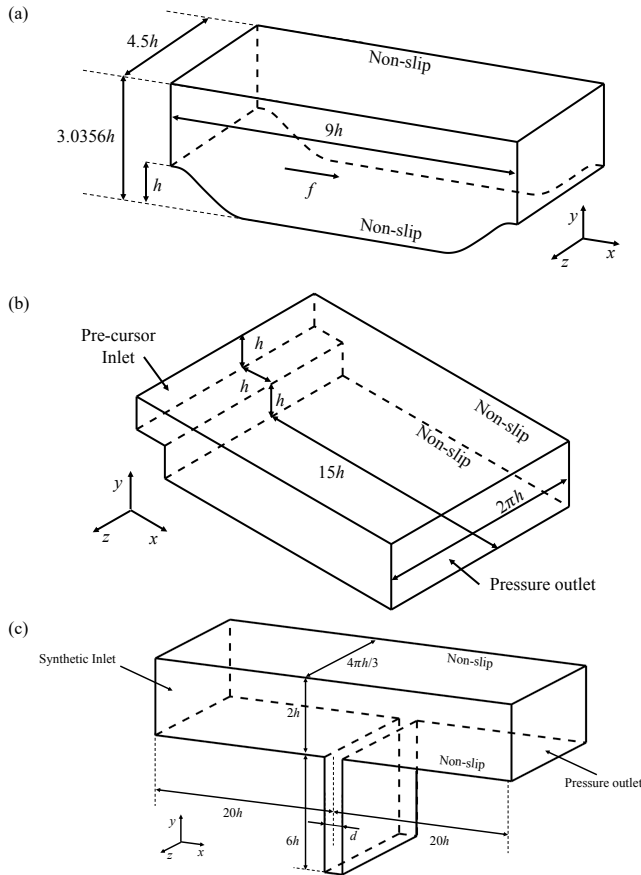 (a)
4.5h
Non-slip
3.0356h
9h
h
f
Non-slip
y
z
x
(b)
Pre-cursor
Inlet
h
h
h
Non-slip
Non-slip
15h
2πh
y
z
x
Pressure outlet
(c)
Synthetic Inlet
4πh/3
Non-slip
2h
Non-slip
Pressure outlet
20h
6h
d
20h
y
z
x